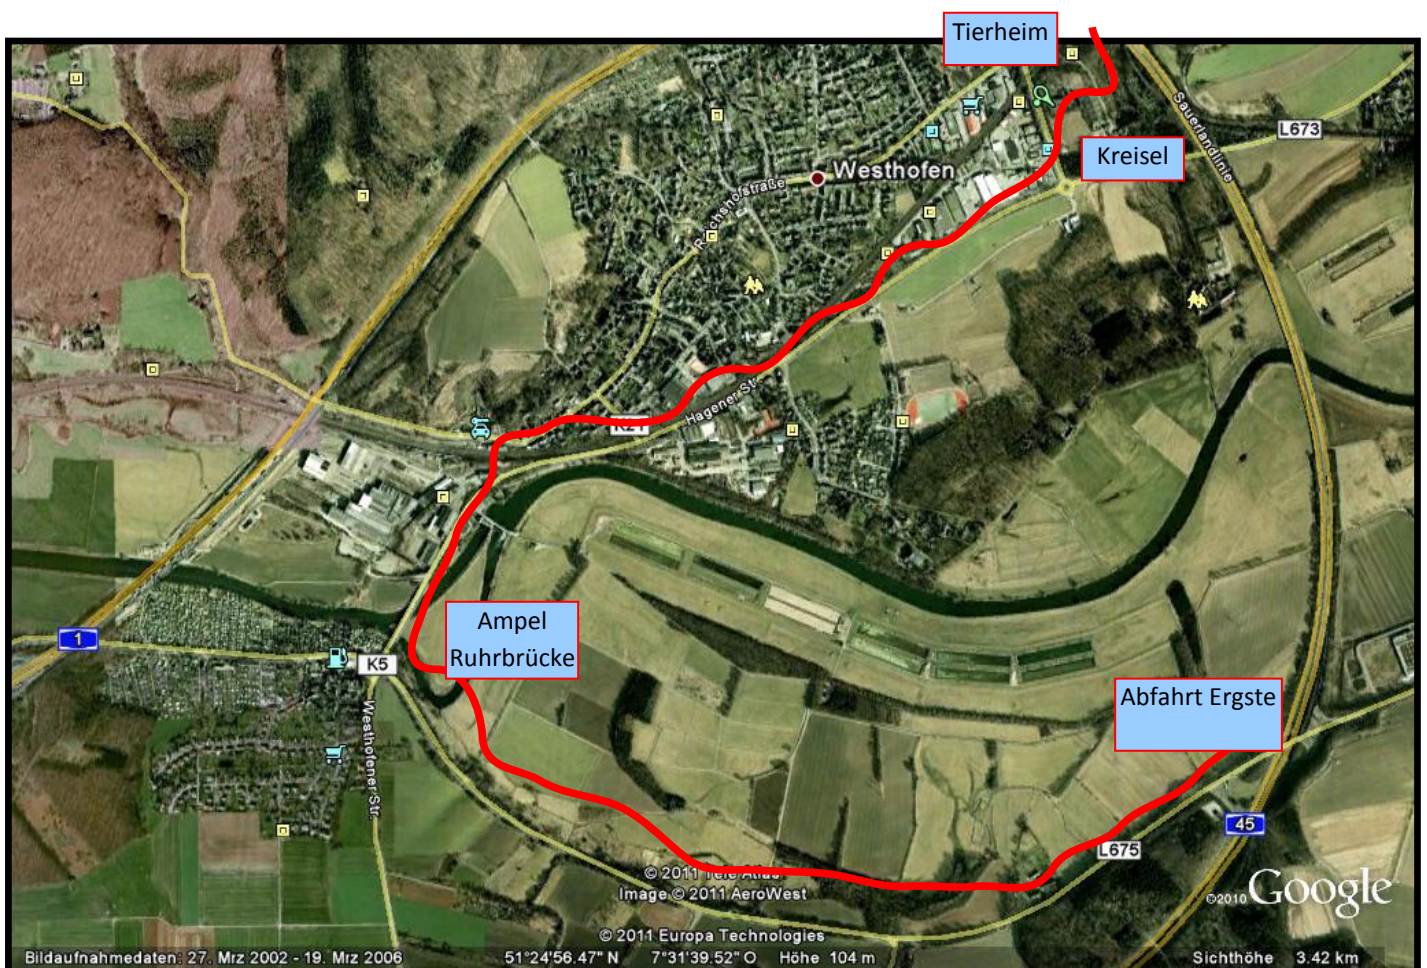 Tierheim
Sauerlandlinie
L673
Kreisel
Westhofen
Reichshofstraße
Hagener Str.
K21
1
Ampel
Ruhrbrücke
K5
Westhofener Str.
Abfahrt Ergste
45
L675
© 2011 Tele Atlas
Image © 2011 AeroWest
©2010 Google
© 2011 Europa Technologies
Bildaufnahmedaten: 27. Mrz 2002 - 19. Mrz 2006 51°24'56.47" N 7°31'39.52" O Höhe 104 m Sichthöhe 3.42 km